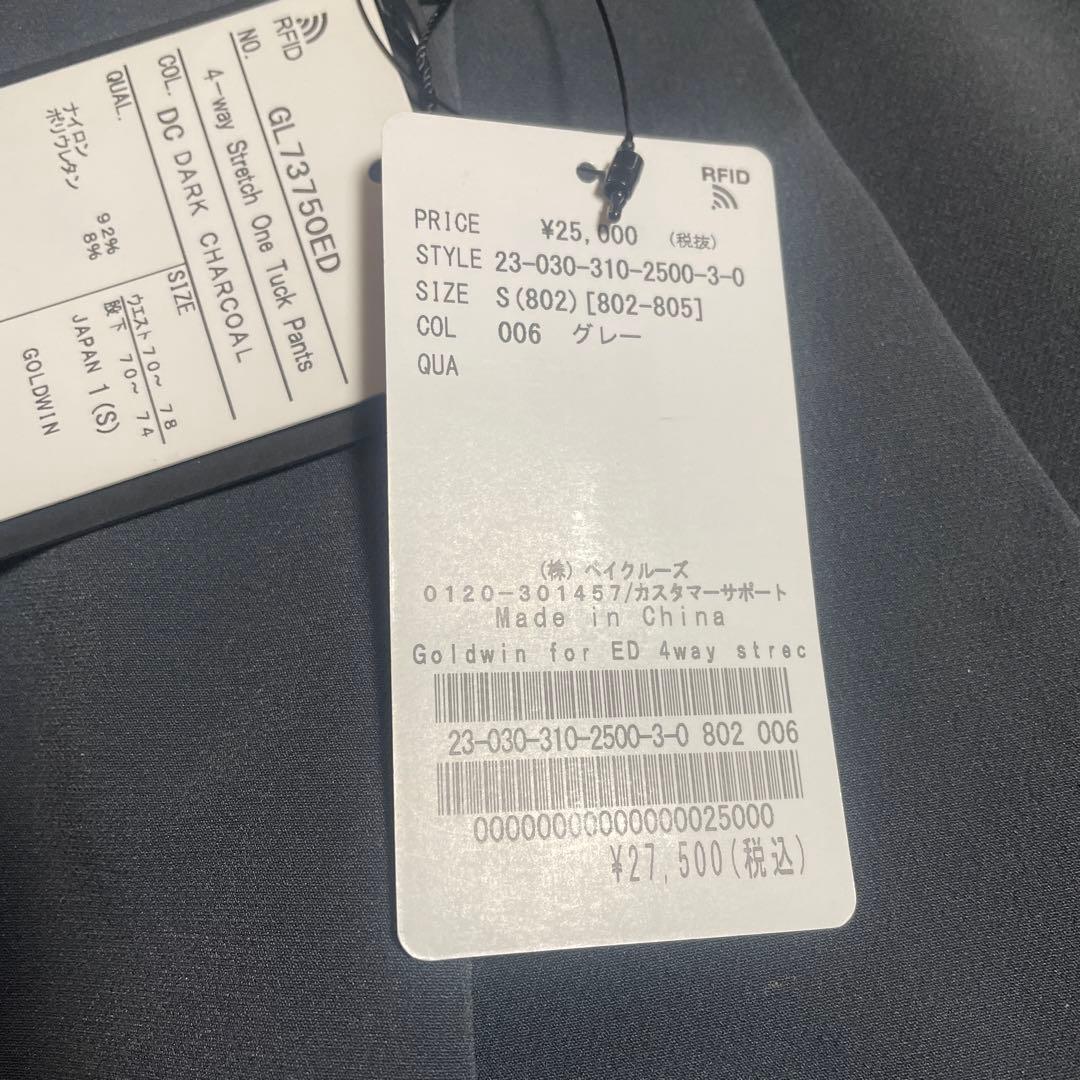 RFID
NO. GL73750ED
4-way Stretch One Tuck Pants
COL. DC DARK CHARCOAL
QUAL.
ナイロン 92%
ポリウレタン 8%
SIZE
ウエスト 70~ 78
股下 70~ 74
JAPAN 1(S)
GOLDWIN
RFID
PRICE ¥25,000 (税抜)
STYLE 23-030-310-2500-3-0
SIZE S(802)[802-805]
COL 006 グレー
QUA
(株)ベイクルーズ
0120-301457/カスタマーサポート
Made in China
Goldwin for ED 4way strec
23-030-310-2500-3-0 802 006
00000000000000025000
¥27,500(税込)